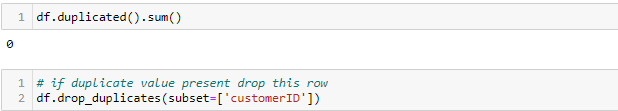 1 df.duplicated().sum()
0
1 # if duplicate value present drop this row
2 df.drop_duplicates(subset=['customerID'])